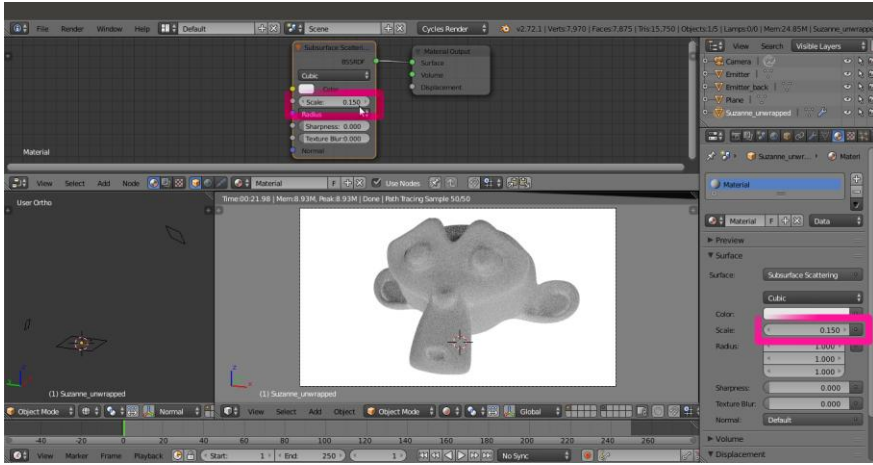 File Render Window Help Default Scene Cycles Render v2.72.1 | Verts:7,970 | Faces:7,875 | Tris:15,750 | Objects:1/5 | Lamps:0/0 | Mem:24.85M | Suzanne_unwrappe
Subsurface Scatteri...
BSSRDF
Cubic
Color
Scale: 0.150
Radius
Sharpness: 0.000
Texture Blur:0.000
Normal
Material Output
Surface
Volume
Displacement
Material
View Select Add Node Material F Use Nodes
User Ortho
(1) Suzanne_unwrapped
Time:00:21.98 | Mem:8.93M, Peak:8.93M | Done | Path Tracing Sample 50/50
(1) Suzanne_unwrapped
Object Mode Normal View Select Add Object Object Mode Global
-40 -20 0 20 40 60 80 100 120 140 160 180 200 220 240 260
View Marker Frame Playback Start: 1 End: 250 1 No Sync
View Search Visible Layers
Camera
Emitter
Emitter_back
Plane
Suzanne_unwrapped
Suzanne_unwr... Materi
Material
Material F Data
Preview
Surface
Surface: Subsurface Scattering
Cubic
Color:
Scale: 0.150
Radius: 1.000
1.000
1.000
Sharpness: 0.000
Texture Blur: 0.000
Normal: Default
Volume
Displacement